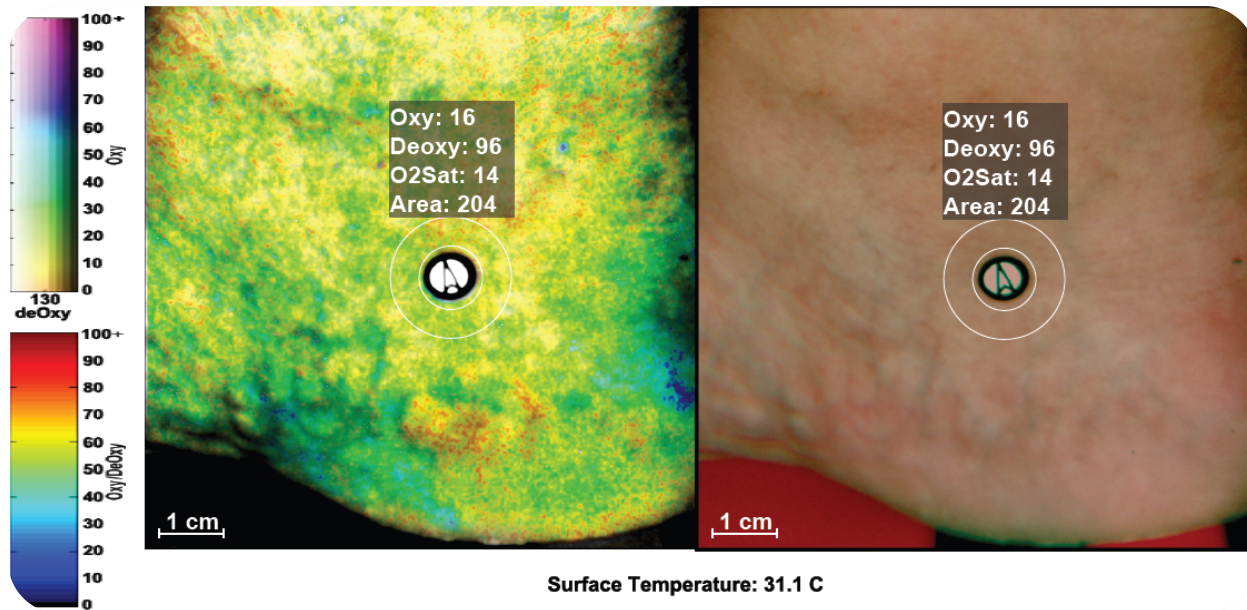 100+
90
80
70
60
50
40
30
20
10
0
Oxy
130
deOxy
100+
90
80
70
60
50
40
30
20
10
0
Oxy/DeOxy
Oxy: 16
Deoxy: 96
O2Sat: 14
Area: 204
1 cm
Oxy: 16
Deoxy: 96
O2Sat: 14
Area: 204
1 cm
Surface Temperature: 31.1 C